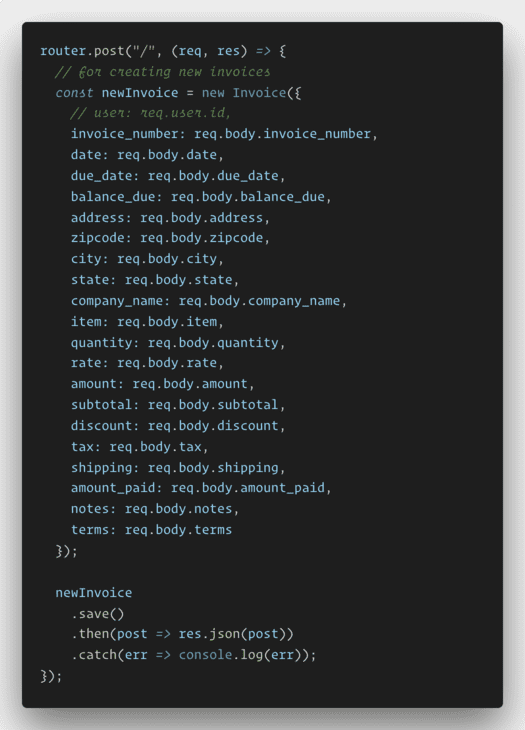 router.post("/", (req, res) => {
  // for creating new invoices
  const newInvoice = new Invoice({
    // user: req.user.id,
    invoice_number: req.body.invoice_number,
    date: req.body.date,
    due_date: req.body.due_date,
    balance_due: req.body.balance_due,
    address: req.body.address,
    zipcode: req.body.zipcode,
    city: req.body.city,
    state: req.body.state,
    company_name: req.body.company_name,
    item: req.body.item,
    quantity: req.body.quantity,
    rate: req.body.rate,
    amount: req.body.amount,
    subtotal: req.body.subtotal,
    discount: req.body.discount,
    tax: req.body.tax,
    shipping: req.body.shipping,
    amount_paid: req.body.amount_paid,
    notes: req.body.notes,
    terms: req.body.terms
  });

  newInvoice
    .save()
    .then(post => res.json(post))
    .catch(err => console.log(err));
});